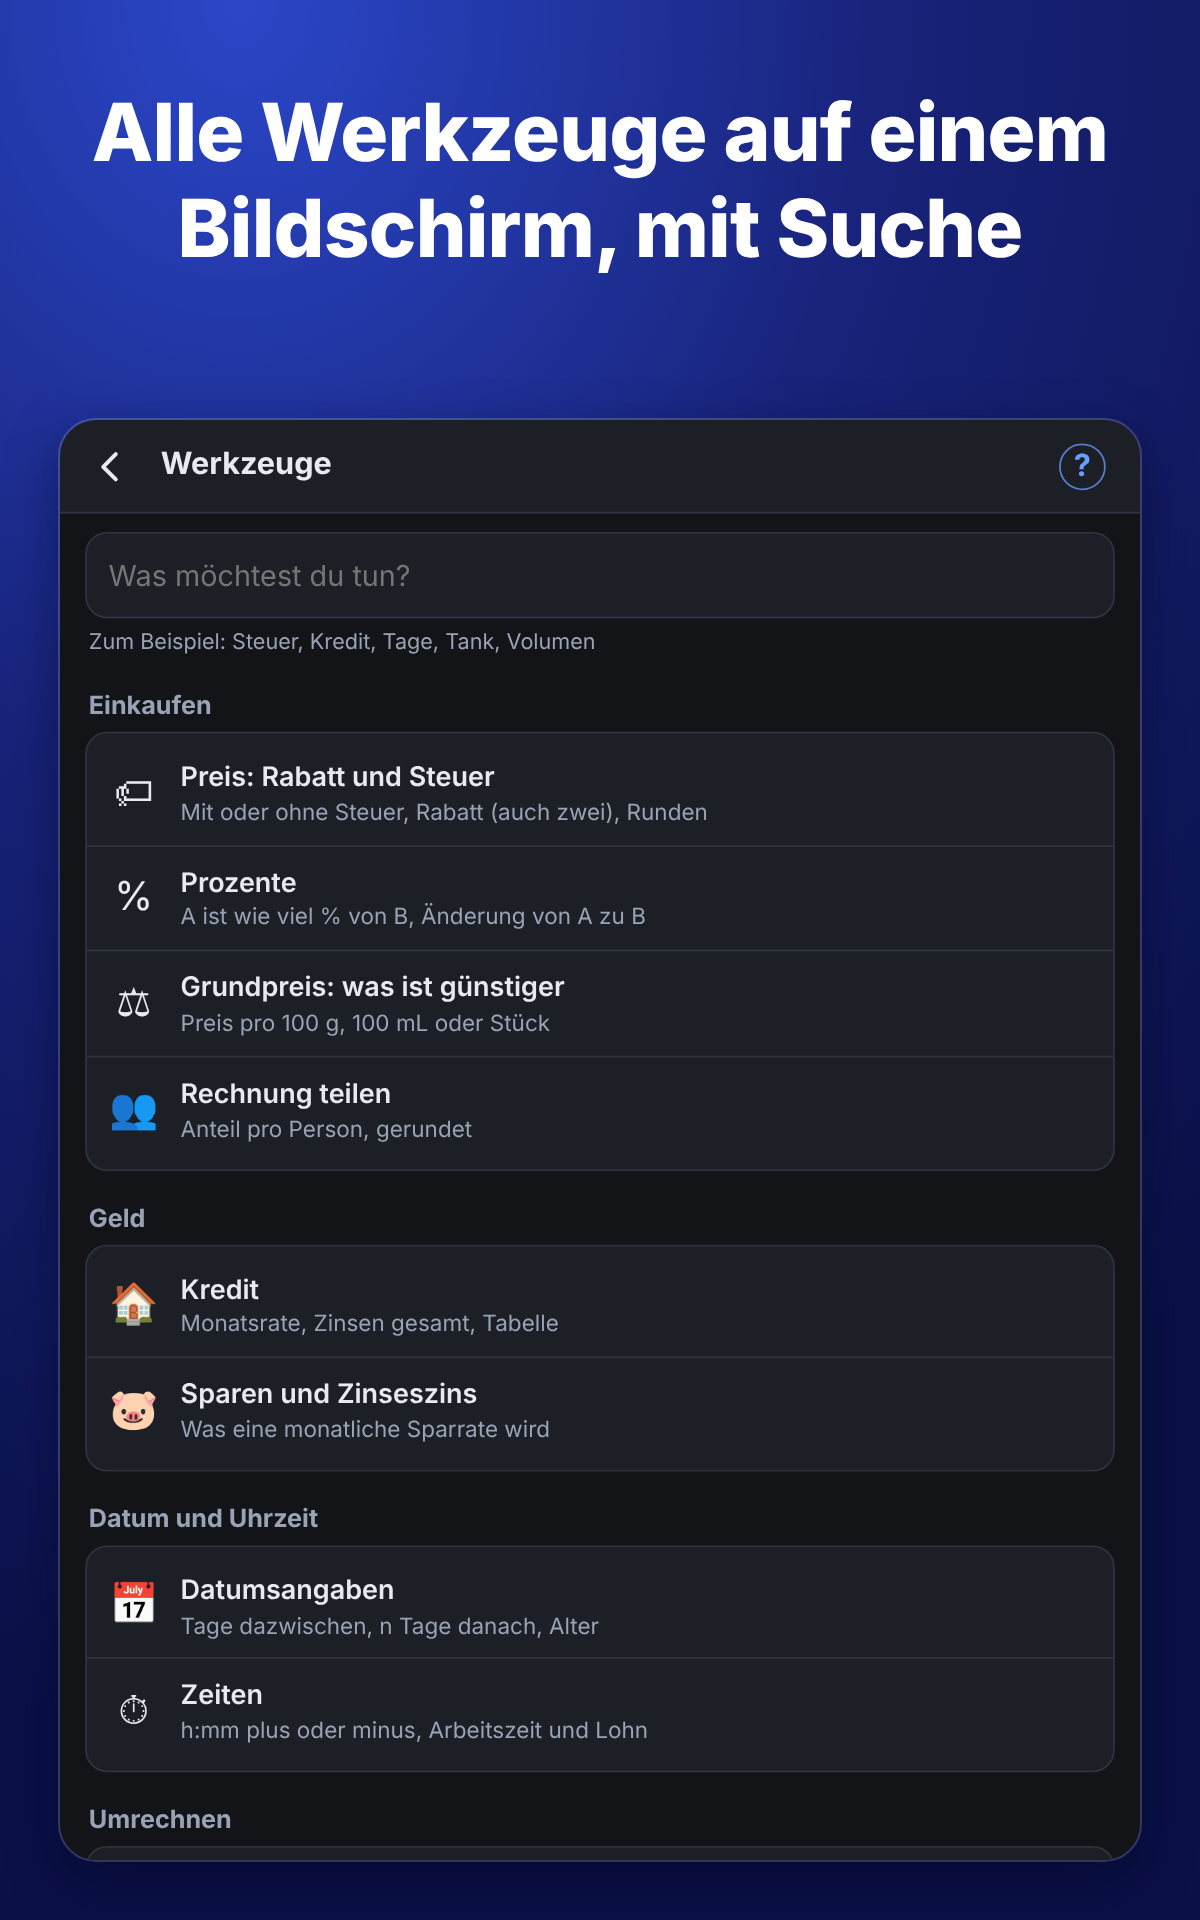 Alle Werkzeuge auf einem
Bildschirm, mit Suche
Werkzeuge
?
Was möchtest du tun?
Zum Beispiel: Steuer, Kredit, Tage, Tank, Volumen
Einkaufen
Preis: Rabatt und Steuer
Mit oder ohne Steuer, Rabatt (auch zwei), Runden
%
Prozente
A ist wie viel % von B, Änderung von A zu B
Grundpreis: was ist günstiger
Preis pro 100 g, 100 mL oder Stück
Rechnung teilen
Anteil pro Person, gerundet
Geld
Kredit
Monatsrate, Zinsen gesamt, Tabelle
Sparen und Zinseszins
Was eine monatliche Sparrate wird
Datum und Uhrzeit
July
17
Datumsangaben
Tage dazwischen, n Tage danach, Alter
Zeiten
h:mm plus oder minus, Arbeitszeit und Lohn
Umrechnen